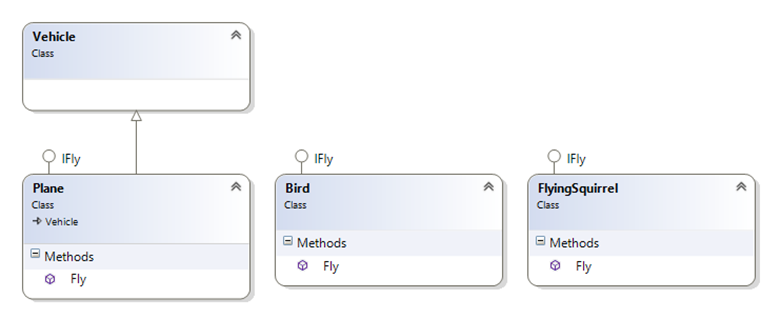 Vehicle
Class
IFly
Plane
Class
Vehicle
Methods
Fly
IFly
Bird
Class
Methods
Fly
IFly
FlyingSquirrel
Class
Methods
Fly